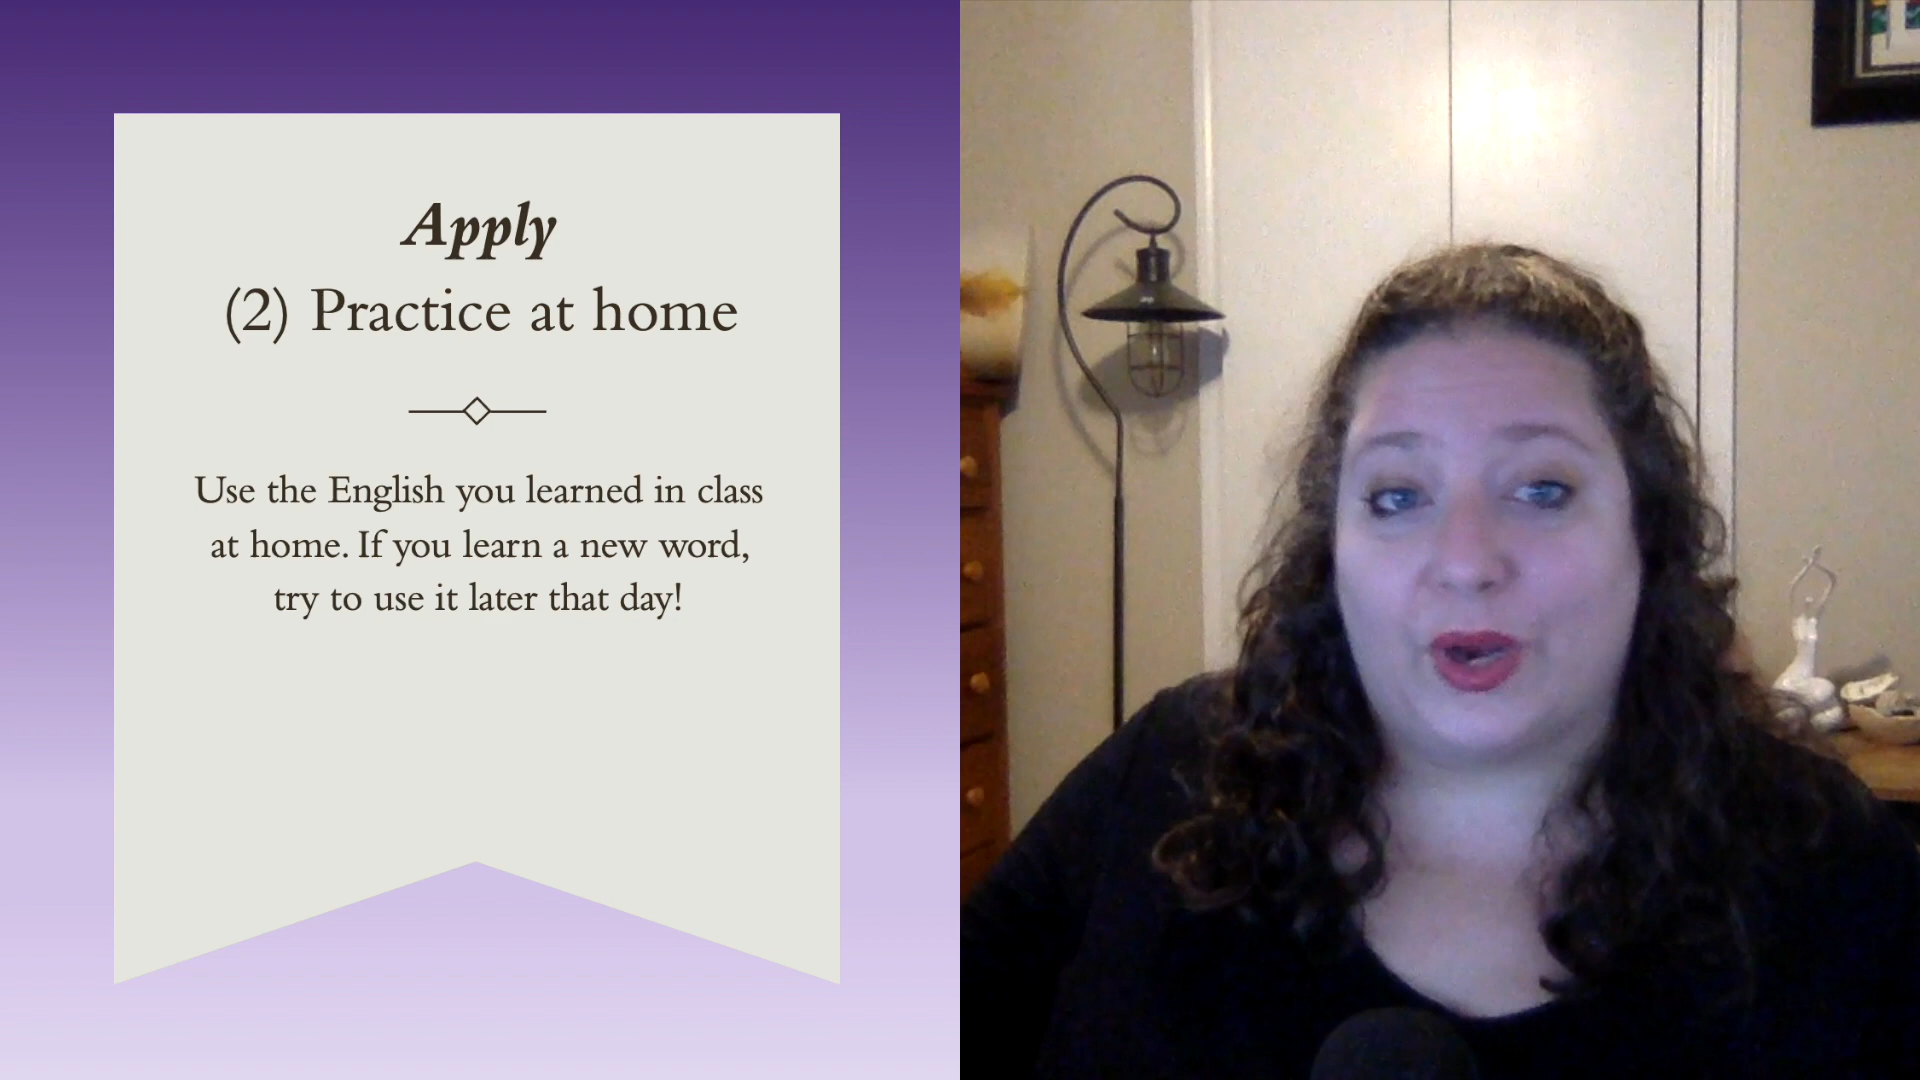 Apply
(2) Practice at home
Use the English you learned in class
at home. If you learn a new word,
try to use it later that day!